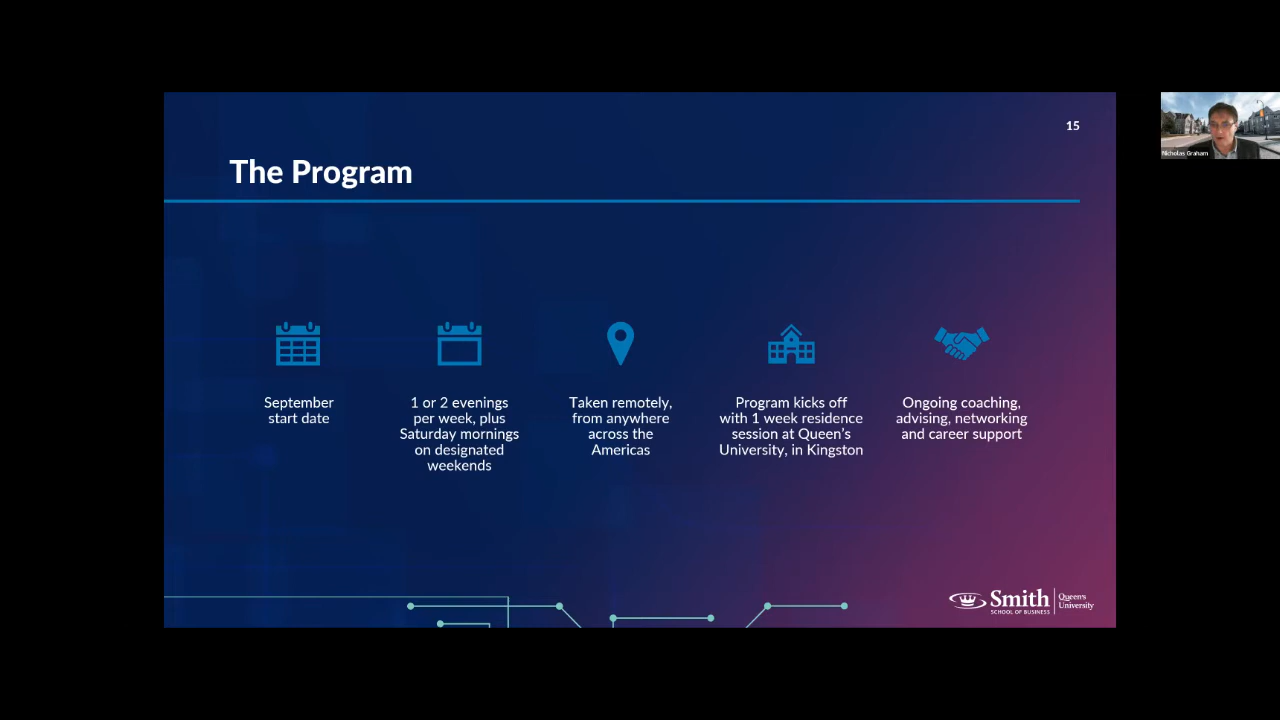 15
The Program
September
start date
1 or 2 evenings
per week, plus
Saturday mornings
on designated
weekends
Taken remotely,
from anywhere
across the
Americas
Program kicks off
with 1 week residence
session at Queen's
University, in Kingston
Ongoing coaching,
advising, networking
and career support
Smith
SCHOOL OF BUSINESS
Queen's
University
Nicholas Graham